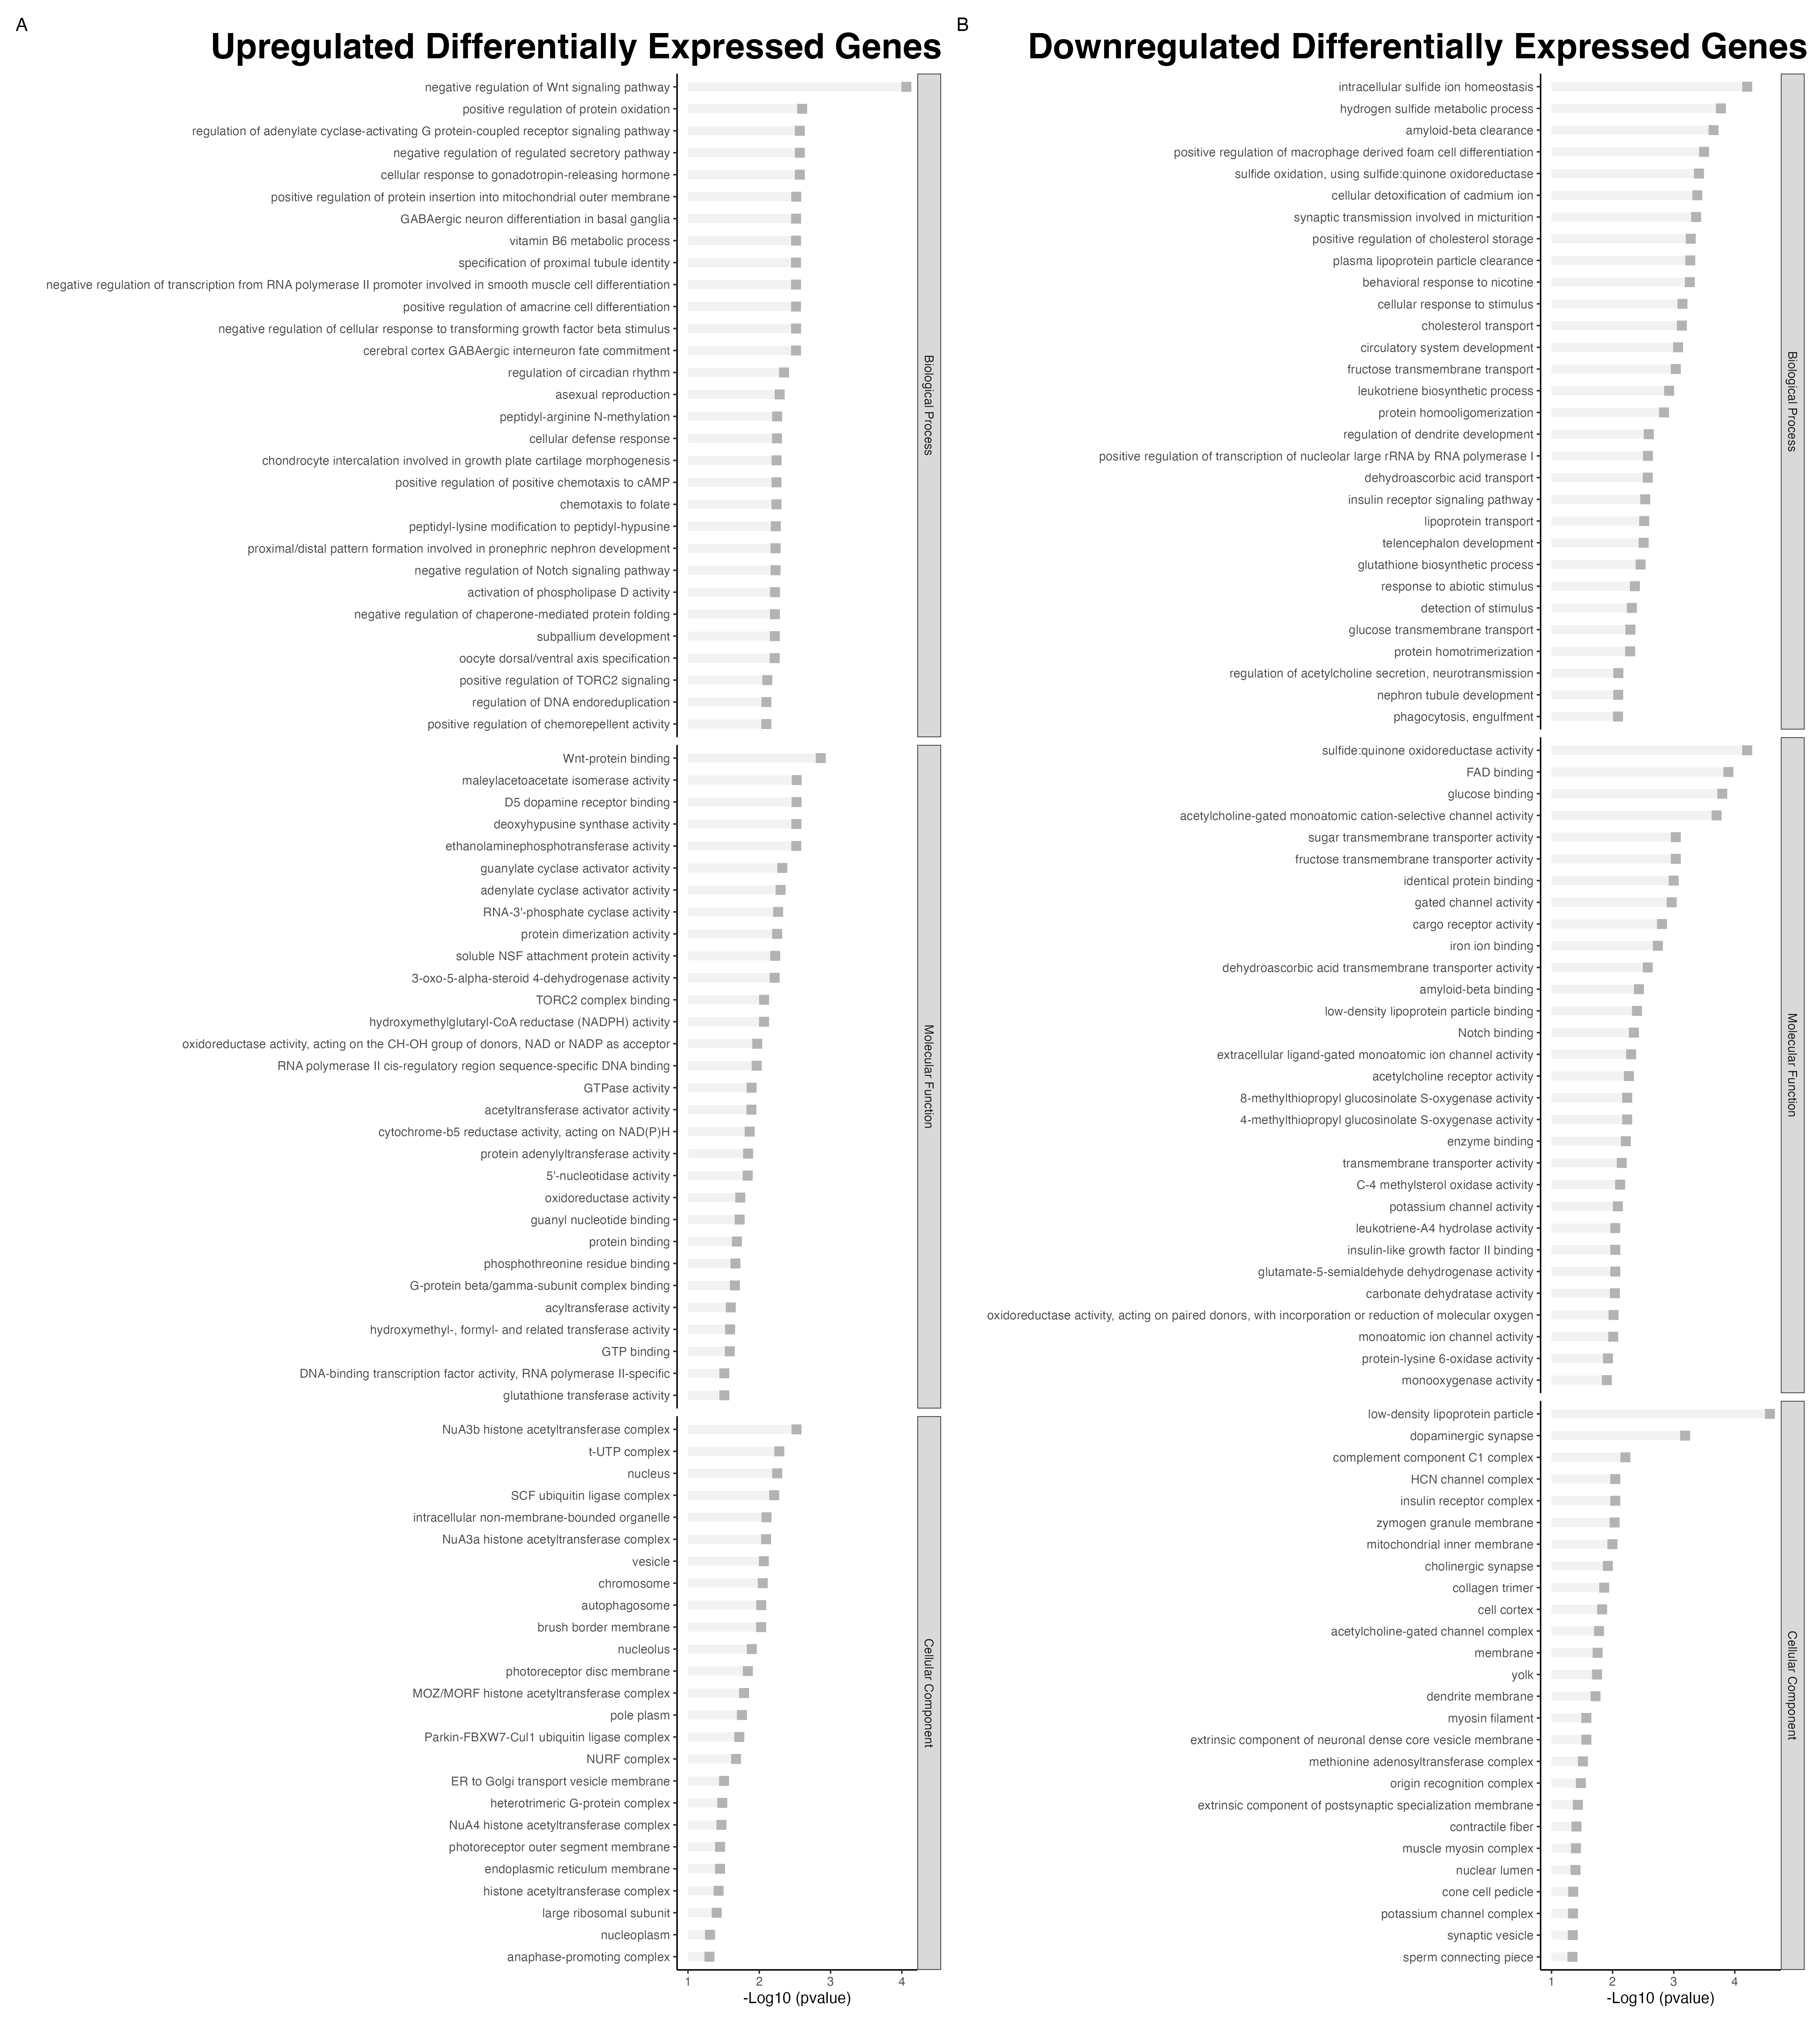 A
Upregulated Differentially Expressed Genes
negative regulation of Wnt signaling pathway
positive regulation of protein oxidation
regulation of adenylate cyclase-activating G protein-coupled receptor signaling pathway
negative regulation of regulated secretory pathway
cellular response to gonadotropin-releasing hormone
positive regulation of protein insertion into mitochondrial outer membrane
GABAergic neuron differentiation in basal ganglia
vitamin B6 metabolic process
specification of proximal tubule identity
negative regulation of transcription from RNA polymerase II promoter involved in smooth muscle cell differentiation
positive regulation of amacrine cell differentiation
negative regulation of cellular response to transforming growth factor beta stimulus
cerebral cortex GABAergic interneuron fate commitment
regulation of circadian rhythm
asexual reproduction
peptidyl-arginine N-methylation
cellular defense response
chondrocyte intercalation involved in growth plate cartilage morphogenesis
positive regulation of positive chemotaxis to cAMP
chemotaxis to folate
peptidyl-lysine modification to peptidyl-hypusine
proximal/distal pattern formation involved in pronephric nephron development
negative regulation of Notch signaling pathway
activation of phospholipase D activity
negative regulation of chaperone-mediated protein folding
subpallium development
oocyte dorsal/ventral axis specification
positive regulation of TORC2 signaling
regulation of DNA endoreduplication
positive regulation of chemorepellent activity
Biological Process
Wnt-protein binding
maleylacetoacetate isomerase activity
D5 dopamine receptor binding
deoxyhypusine synthase activity
ethanolaminephosphotransferase activity
guanylate cyclase activator activity
adenylate cyclase activator activity
RNA-3'-phosphate cyclase activity
protein dimerization activity
soluble NSF attachment protein activity
3-oxo-5-alpha-steroid 4-dehydrogenase activity
TORC2 complex binding
hydroxymethylglutaryl-CoA reductase (NADPH) activity
oxidoreductase activity, acting on the CH-OH group of donors, NAD or NADP as acceptor
RNA polymerase II cis-regulatory region sequence-specific DNA binding
GTPase activity
acetyltransferase activator activity
cytochrome-b5 reductase activity, acting on NAD(P)H
protein adenylyltransferase activity
5'-nucleotidase activity
oxidoreductase activity
guanyl nucleotide binding
protein binding
phosphothreonine residue binding
G-protein beta/gamma-subunit complex binding
acyltransferase activity
hydroxymethyl-, formyl- and related transferase activity
GTP binding
DNA-binding transcription factor activity, RNA polymerase II-specific
glutathione transferase activity
Molecular Function
NuA3b histone acetyltransferase complex
t-UTP complex
nucleus
SCF ubiquitin ligase complex
intracellular non-membrane-bounded organelle
NuA3a histone acetyltransferase complex
vesicle
chromosome
autophagosome
brush border membrane
nucleolus
photoreceptor disc membrane
MOZ/MORF histone acetyltransferase complex
pole plasm
Parkin-FBXW7-Cul1 ubiquitin ligase complex
NURF complex
ER to Golgi transport vesicle membrane
heterotrimeric G-protein complex
NuA4 histone acetyltransferase complex
photoreceptor outer segment membrane
endoplasmic reticulum membrane
histone acetyltransferase complex
large ribosomal subunit
nucleoplasm
anaphase-promoting complex
Cellular Component
1 2 3 4
-Log10 (pvalue)
B
Downregulated Differentially Expressed Genes
intracellular sulfide ion homeostasis
hydrogen sulfide metabolic process
amyloid-beta clearance
positive regulation of macrophage derived foam cell differentiation
sulfide oxidation, using sulfide:quinone oxidoreductase
cellular detoxification of cadmium ion
synaptic transmission involved in micturition
positive regulation of cholesterol storage
plasma lipoprotein particle clearance
behavioral response to nicotine
cellular response to stimulus
cholesterol transport
circulatory system development
fructose transmembrane transport
leukotriene biosynthetic process
protein homooligomerization
regulation of dendrite development
positive regulation of transcription of nucleolar large rRNA by RNA polymerase I
dehydroascorbic acid transport
insulin receptor signaling pathway
lipoprotein transport
telencephalon development
glutathione biosynthetic process
response to abiotic stimulus
detection of stimulus
glucose transmembrane transport
protein homotrimerization
regulation of acetylcholine secretion, neurotransmission
nephron tubule development
phagocytosis, engulfment
Biological Process
sulfide:quinone oxidoreductase activity
FAD binding
glucose binding
acetylcholine-gated monoatomic cation-selective channel activity
sugar transmembrane transporter activity
fructose transmembrane transporter activity
identical protein binding
gated channel activity
cargo receptor activity
iron ion binding
dehydroascorbic acid transmembrane transporter activity
amyloid-beta binding
low-density lipoprotein particle binding
Notch binding
extracellular ligand-gated monoatomic ion channel activity
acetylcholine receptor activity
8-methylthiopropyl glucosinolate S-oxygenase activity
4-methylthiopropyl glucosinolate S-oxygenase activity
enzyme binding
transmembrane transporter activity
C-4 methylsterol oxidase activity
potassium channel activity
leukotriene-A4 hydrolase activity
insulin-like growth factor II binding
glutamate-5-semialdehyde dehydrogenase activity
carbonate dehydratase activity
oxidoreductase activity, acting on paired donors, with incorporation or reduction of molecular oxygen
monoatomic ion channel activity
protein-lysine 6-oxidase activity
monooxygenase activity
Molecular Function
low-density lipoprotein particle
dopaminergic synapse
complement component C1 complex
HCN channel complex
insulin receptor complex
zymogen granule membrane
mitochondrial inner membrane
cholinergic synapse
collagen trimer
cell cortex
acetylcholine-gated channel complex
membrane
yolk
dendrite membrane
myosin filament
extrinsic component of neuronal dense core vesicle membrane
methionine adenosyltransferase complex
origin recognition complex
extrinsic component of postsynaptic specialization membrane
contractile fiber
muscle myosin complex
nuclear lumen
cone cell pedicle
potassium channel complex
synaptic vesicle
sperm connecting piece
Cellular Component
1 2 3 4
-Log10 (pvalue)